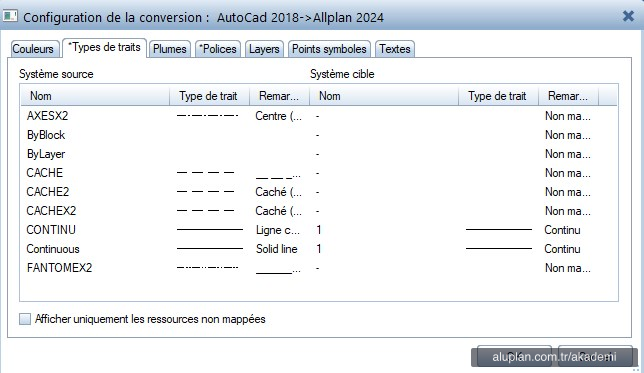 Configuration de la conversion : AutoCad 2018->Allplan 2024
Couleurs *Types de traits Plumes *Polices Layers Points symboles Textes
Système source Système cible
Nom Type de trait Remar... Nom Type de trait Remar...
AXESX2 Centre (... - Non ma...
ByBlock - Non ma...
ByLayer - Non ma...
CACHE __ __ _... - Non ma...
CACHE2 Caché (... - Non ma...
CACHEX2 Caché (... - Non ma...
CONTINU Ligne c... 1 Continu
Continuous Solid line 1 Continu
FANTOMEX2 ______... - Non ma...
Afficher uniquement les ressources non mappées
aluplan.com.tr/akademi